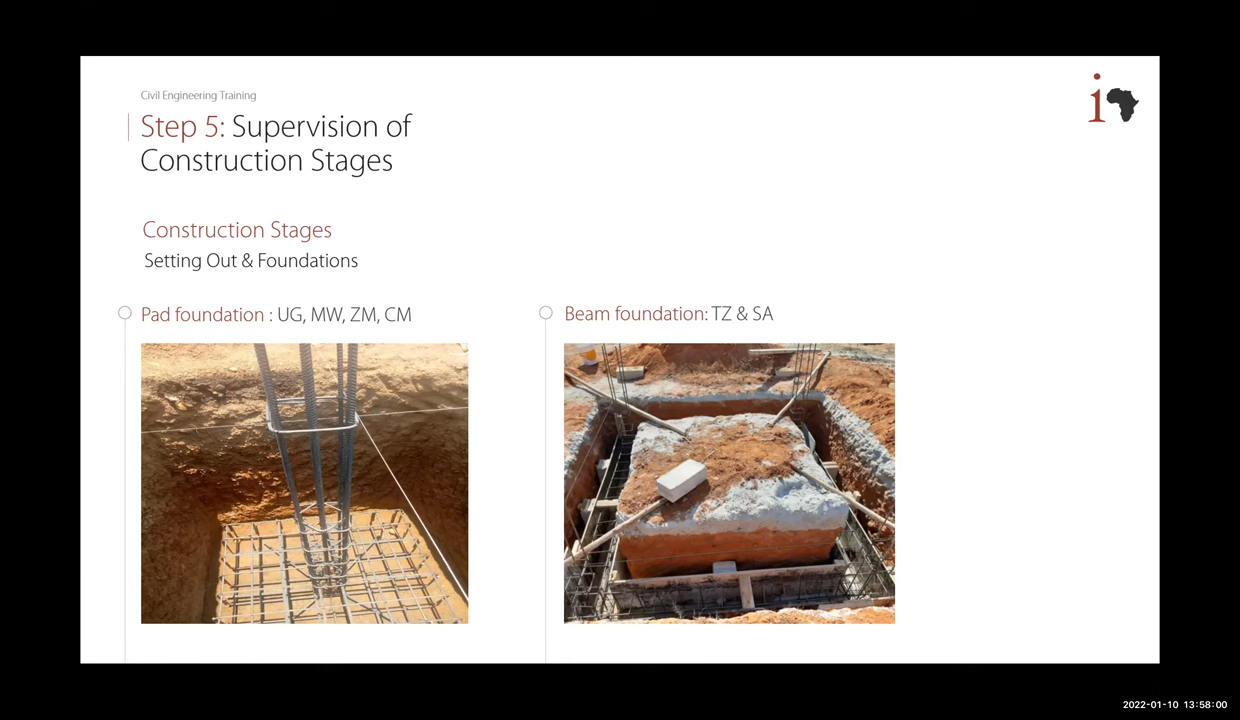 Civil Engineering Training
Step 5: Supervision of
Construction Stages
Construction Stages
Setting Out & Foundations
Pad foundation : UG, MW, ZM, CM
Beam foundation: TZ & SA
i
2022-01-10 13:58:00